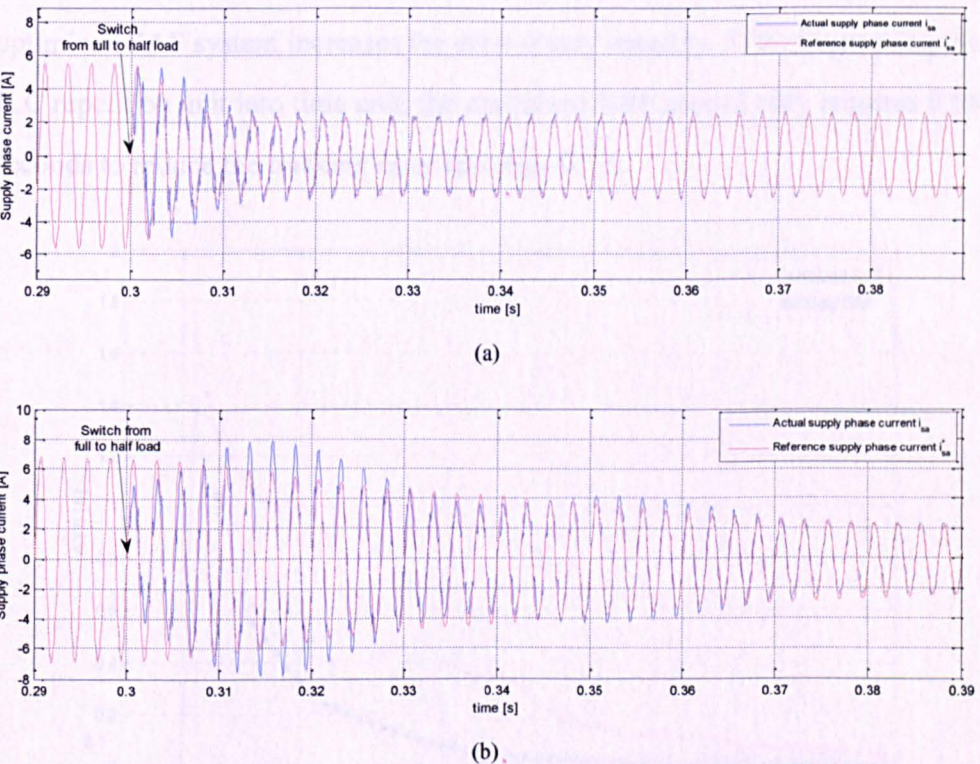 8
6
4
2
0
-2
-4
-6
Supply phase current [A]
Switch
from full to half load
Actual supply phase current i_sa
Reference supply phase current i*_sa
0.29 0.3 0.31 0.32 0.33 0.34 0.35 0.36 0.37 0.38
time [s]
(a)
10
8
6
4
2
0
-2
-4
-6
-8
Supply phase current [A]
Switch from
full to half load
Actual supply phase current i_sa
Reference supply phase current i*_sa
0.29 0.3 0.31 0.32 0.33 0.34 0.35 0.36 0.37 0.38 0.39
time [s]
(b)